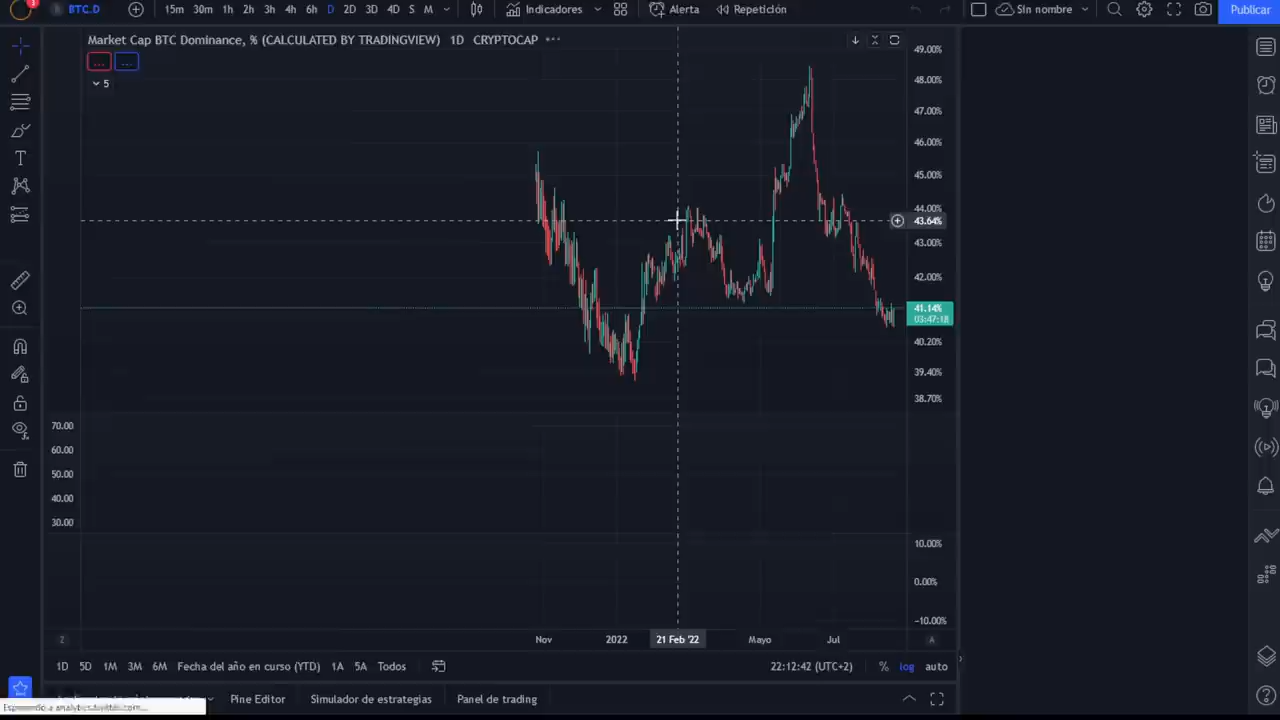 3
BTC.D
15m 30m 1h 2h 3h 4h 6h D 2D 3D 4D S M
Indicadores
Alerta
Repetición
Sin nombre
Publicar
Market Cap BTC Dominance, % (CALCULATED BY TRADINGVIEW) 1D CRYPTOCAP ...
... ...
5
49.00%
48.00%
47.00%
46.00%
45.00%
44.00%
43.64%
43.00%
42.00%
41.14%
03:47:18
40.20%
39.40%
38.70%
70.00
60.00
50.00
40.00
30.00
10.00%
0.00%
-10.00%
Z
Nov 2022 21 Feb '22 Mayo Jul
A
1D 5D 1M 3M 6M Fecha del año en curso (YTD) 1A 5A Todos
22:12:42 (UTC+2) % log auto
Pine Editor Simulador de estrategias Panel de trading
Esperando a analytics.twitter.com...